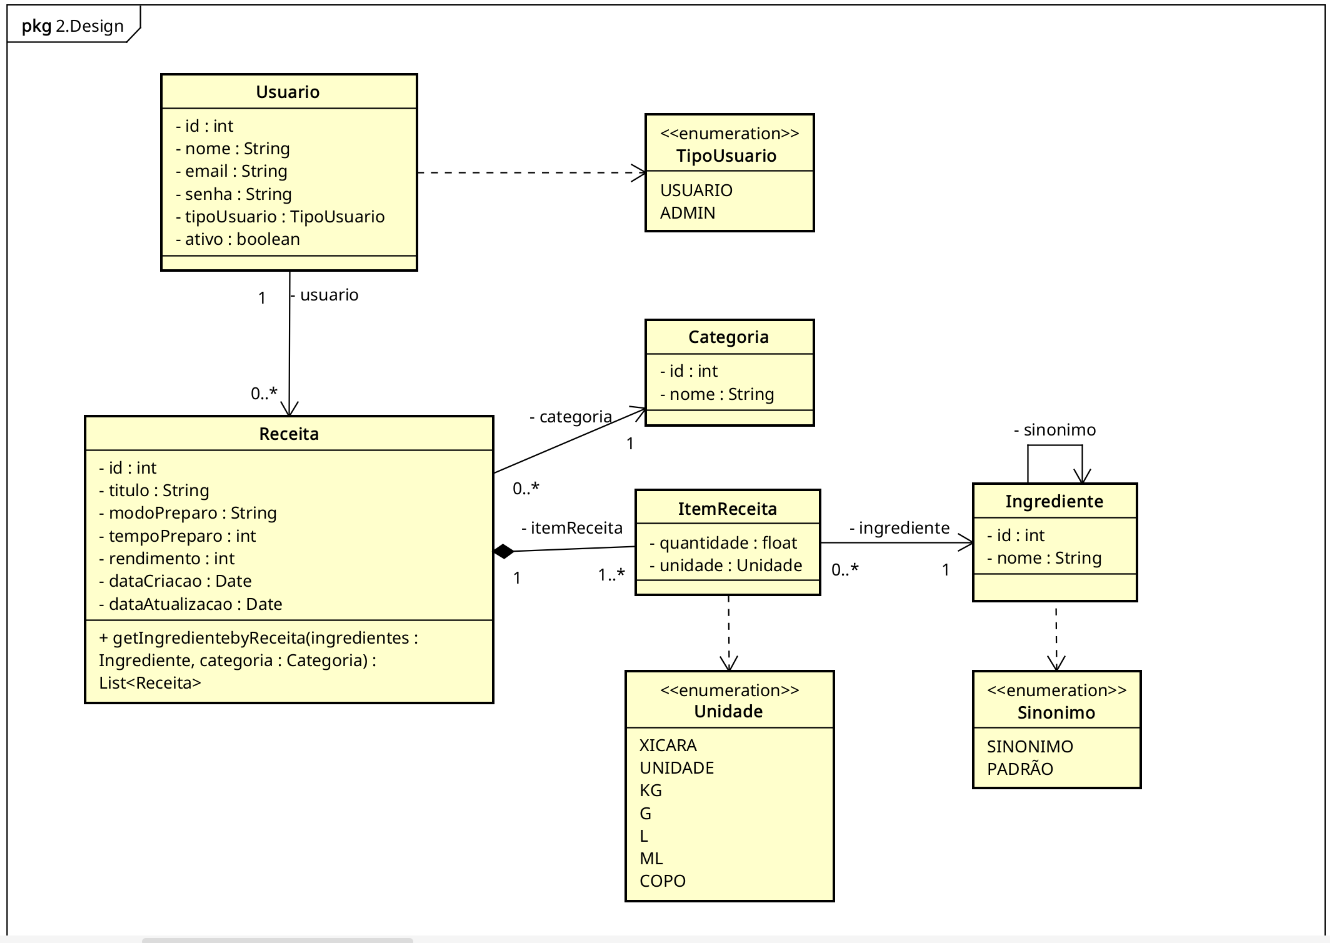 pkg 2.Design
Usuario
- id : int
- nome : String
- email : String
- senha : String
- tipoUsuario : TipoUsuario
- ativo : boolean
<<enumeration>>
TipoUsuario
USUARIO
ADMIN
1
- usuario
0..*
Categoria
- id : int
- nome : String
- categoria
1
0..*
Receita
- id : int
- titulo : String
- modoPreparo : String
- tempoPreparo : int
- rendimento : int
- dataCriacao : Date
- dataAtualizacao : Date
+ getIngredientebyReceita(ingredientes :
Ingrediente, categoria : Categoria) :
List<Receita>
- itemReceita
1
1..*
ItemReceita
- quantidade : float
- unidade : Unidade
- ingrediente
0..*
1
- sinonimo
Ingrediente
- id : int
- nome : String
<<enumeration>>
Unidade
XICARA
UNIDADE
KG
G
L
ML
COPO
<<enumeration>>
Sinonimo
SINONIMO
PADRÃO